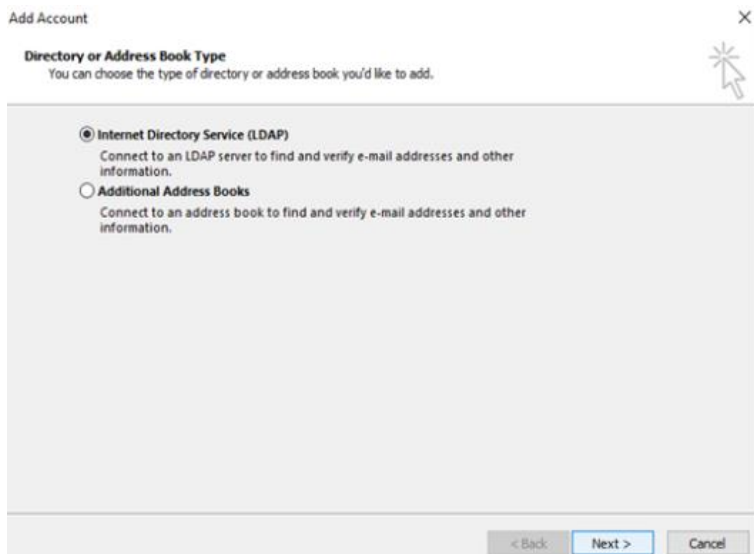 Add Account
Directory or Address Book Type
You can choose the type of directory or address book you'd like to add.
Internet Directory Service (LDAP)
Connect to an LDAP server to find and verify e-mail addresses and other
information.
Additional Address Books
Connect to an address book to find and verify e-mail addresses and other
information.
< Back Next > Cancel